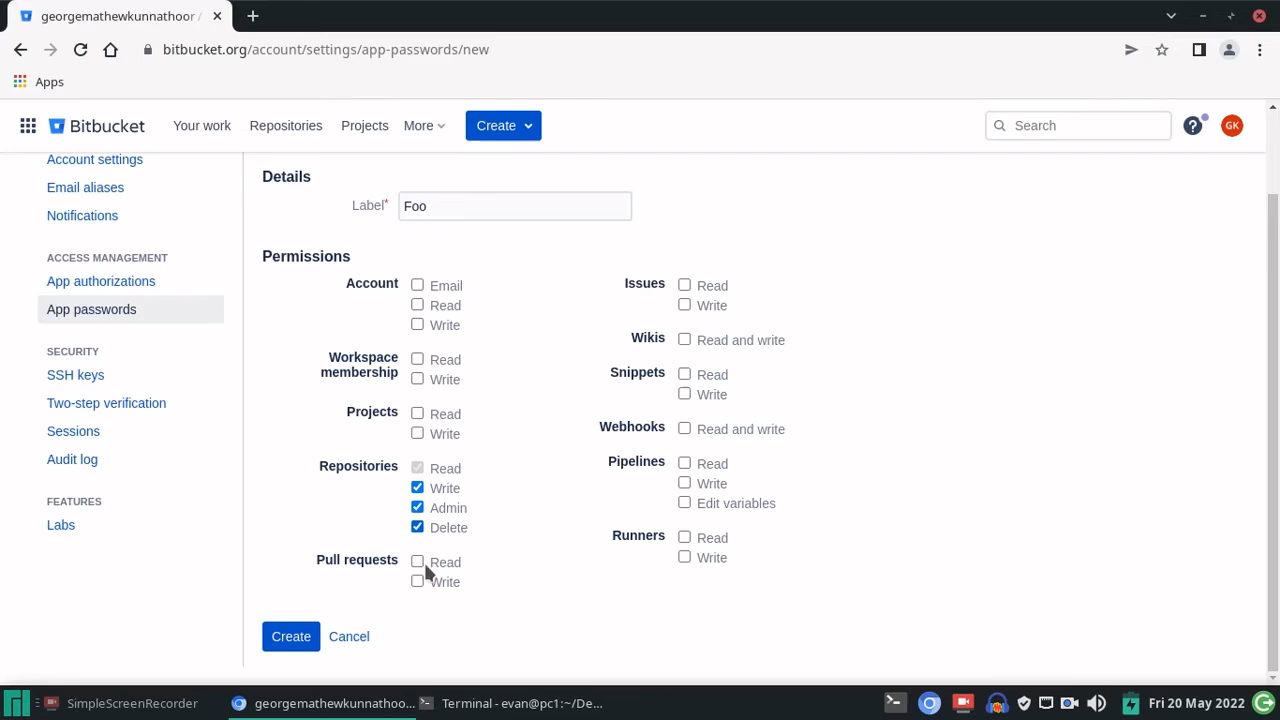 georgemathewkunnathoor /
bitbucket.org/account/settings/app-passwords/new
Apps
Bitbucket
Your work
Repositories
Projects
More
Create
Search
GK
Account settings
Email aliases
Notifications
ACCESS MANAGEMENT
App authorizations
App passwords
SECURITY
SSH keys
Two-step verification
Sessions
Audit log
FEATURES
Labs
Details
Label*
Foo
Permissions
Account
Email
Read
Write
Workspace
membership
Read
Write
Projects
Read
Write
Repositories
Read
Write
Admin
Delete
Pull requests
Read
Write
Issues
Read
Write
Wikis
Read and write
Snippets
Read
Write
Webhooks
Read and write
Pipelines
Read
Write
Edit variables
Runners
Read
Write
Create
Cancel
SimpleScreenRecorder
georgemathewkunnathoo...
Terminal - evan@pc1:~/De...
Fri 20 May 2022